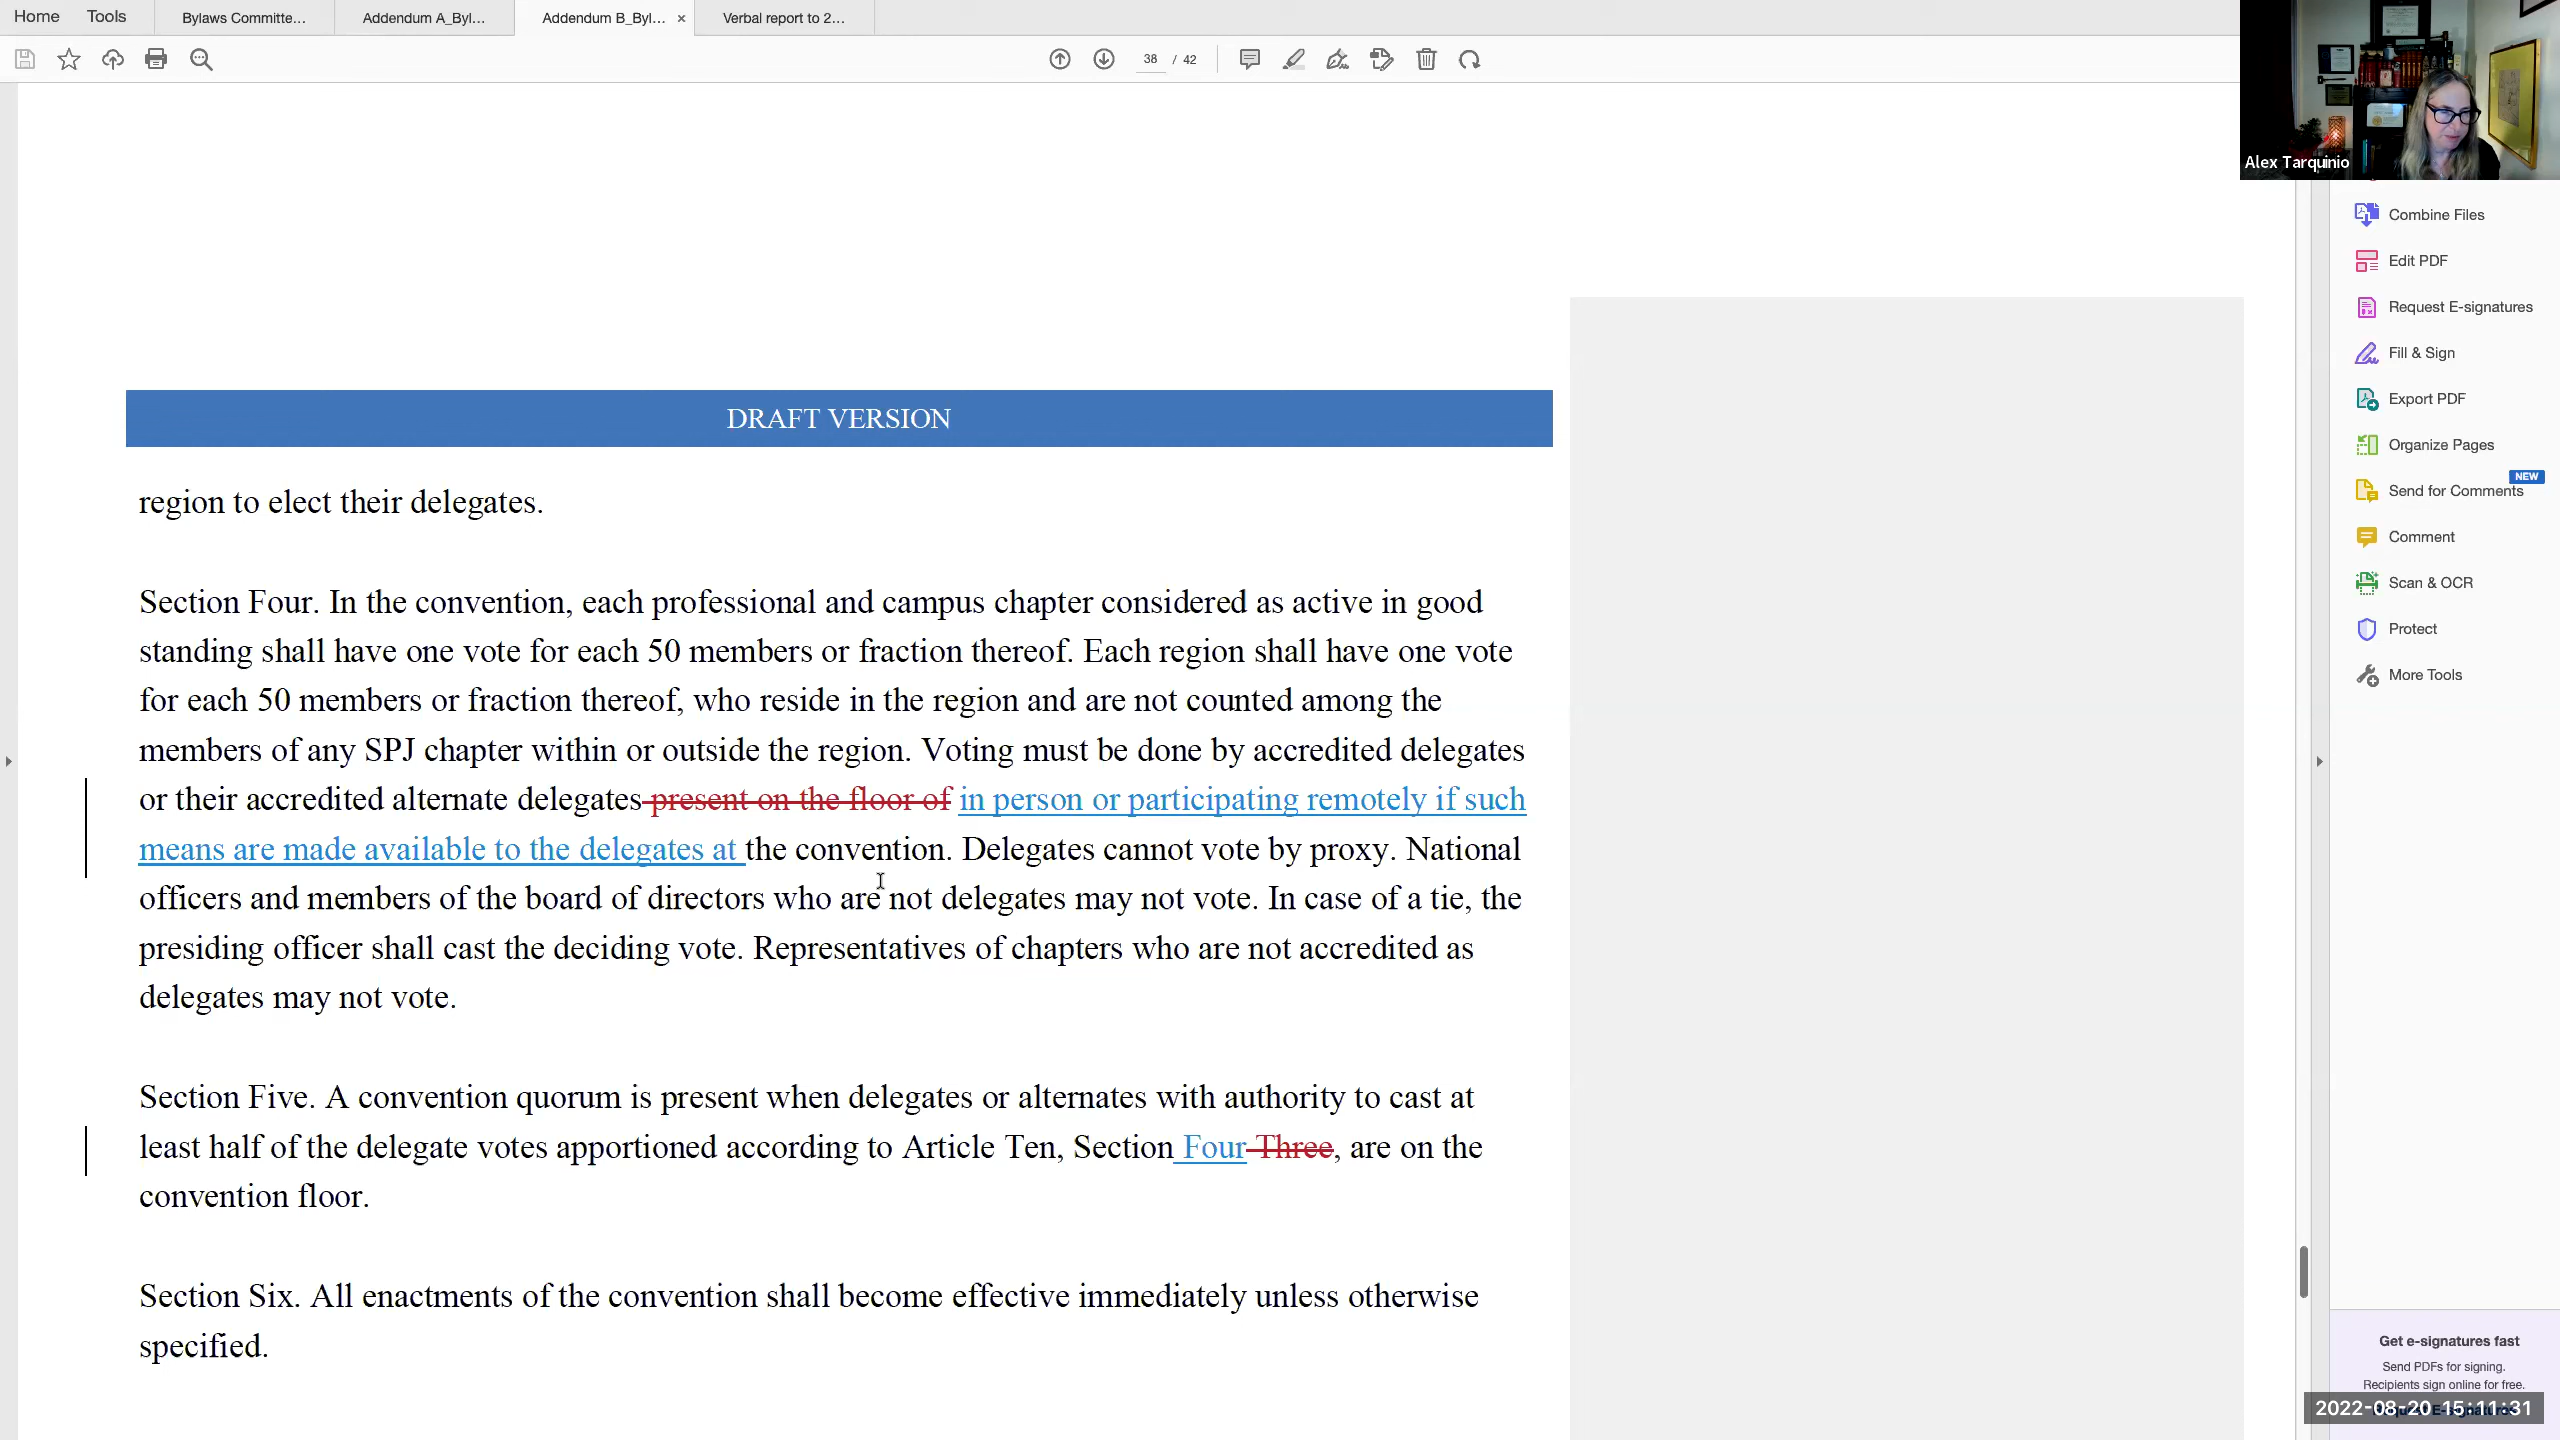 Home Tools Bylaws Committe... Addendum A_Byl... Addendum B_Byl... × Verbal report to 2...
38 / 42
Alex Tarquinio
Combine Files
Edit PDF
Request E-signatures
Fill & Sign
Export PDF
Organize Pages
NEW
Send for Comments
Comment
Scan & OCR
Protect
More Tools
DRAFT VERSION
region to elect their delegates.
Section Four. In the convention, each professional and campus chapter considered as active in good
standing shall have one vote for each 50 members or fraction thereof. Each region shall have one vote
for each 50 members or fraction thereof, who reside in the region and are not counted among the
members of any SPJ chapter within or outside the region. Voting must be done by accredited delegates
or their accredited alternate delegates present on the floor of in person or participating remotely if such
means are made available to the delegates at the convention. Delegates cannot vote by proxy. National
officers and members of the board of directors who are not delegates may not vote. In case of a tie, the
presiding officer shall cast the deciding vote. Representatives of chapters who are not accredited as
delegates may not vote.
Section Five. A convention quorum is present when delegates or alternates with authority to cast at
least half of the delegate votes apportioned according to Article Ten, Section Four Three, are on the
convention floor.
Section Six. All enactments of the convention shall become effective immediately unless otherwise
specified.
Get e-signatures fast
Send PDFs for signing.
Recipients sign online for free.
2022-08-20 15:11:31